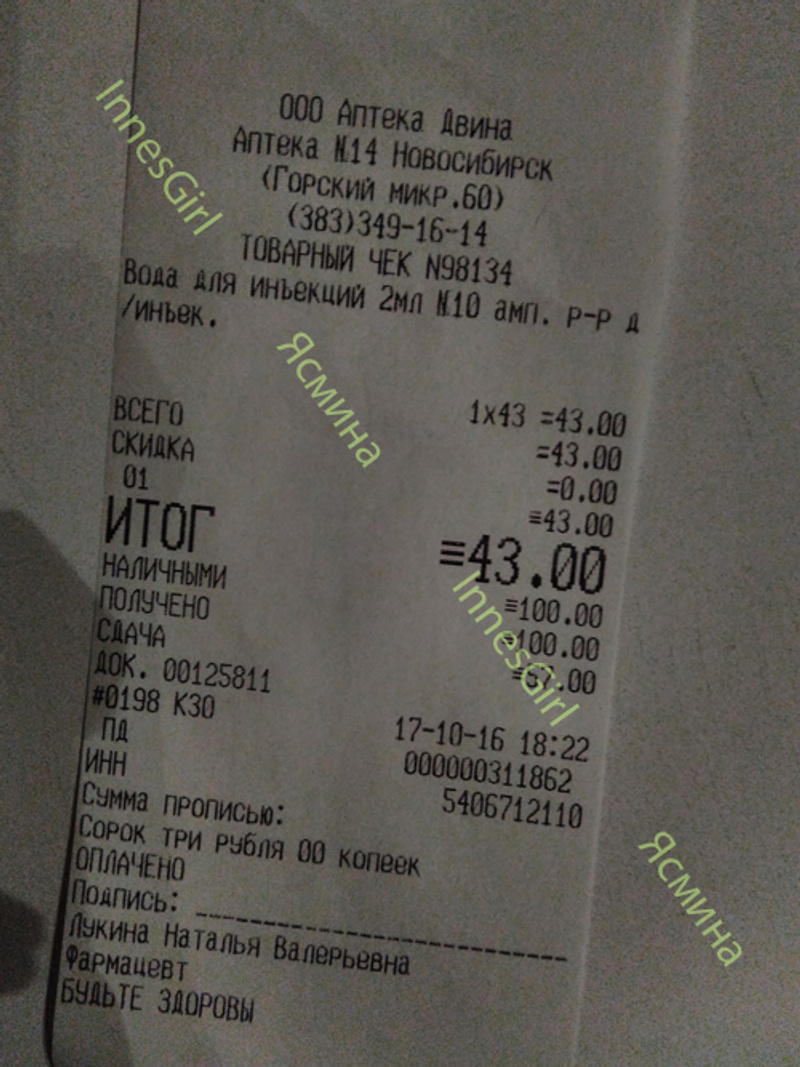 ООО Аптека Двина
Аптека N14 Новосибирск
(Горский микр.60)
(383)349-16-14
ТОВАРНЫЙ ЧЕК N98134
Вода для инъекций 2мл N10 амп. р-р д
/инъек.
1x43 =43.00
ВСЕГО =43.00
СКИДКА =0.00
01 ≡43.00
ИТОГ ≡43.00
НАЛИЧНЫМИ ≡100.00
ПОЛУЧЕНО ≡100.00
СДАЧА ≡57.00
ДОК. 00125811
#0198 К30 17-10-16 18:22
ПД 000000311862
ИНН 5406712110
Сумма прописью:
Сорок три рубля 00 копеек
ОПЛАЧЕНО
Подпись: ____________________
Лукина Наталья Валерьевна
Фармацевт
БУДЬТЕ ЗДОРОВЫ
InnesGirl
Ясмина
InnesGirl
Ясмина